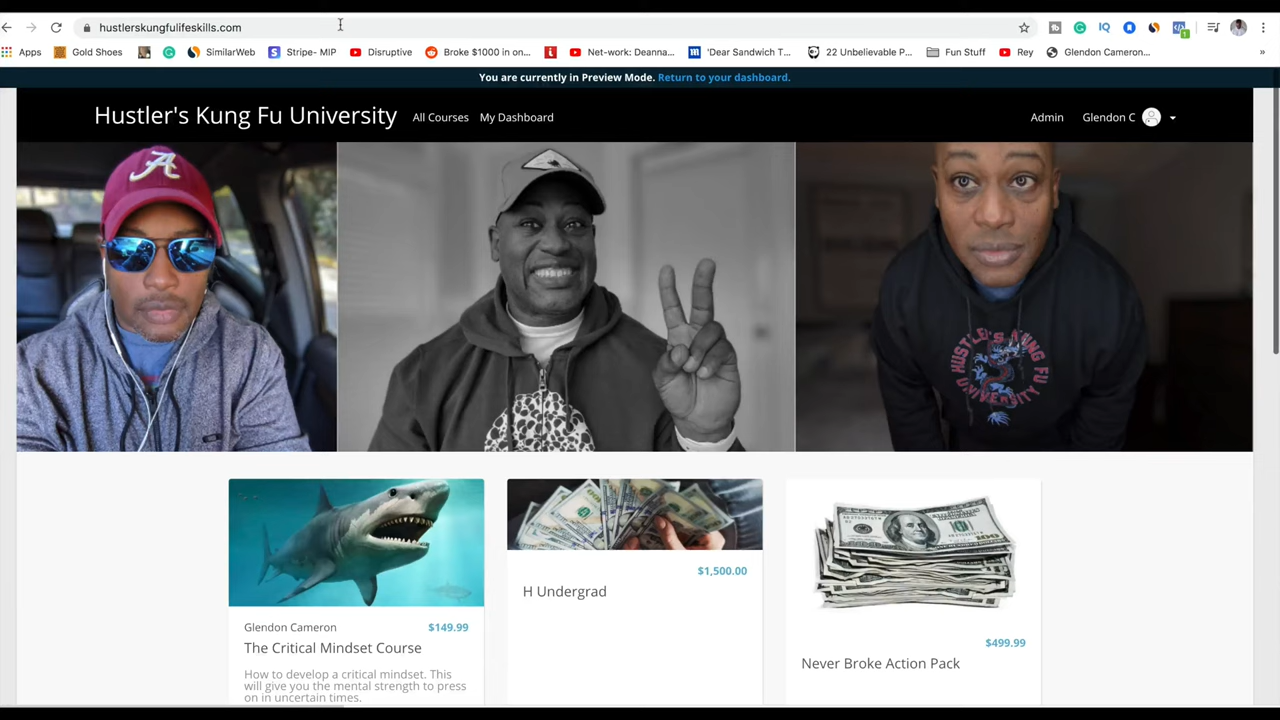 hustlerskungfulifeskills.com
Apps Gold Shoes SimilarWeb Stripe- MIP Disruptive Broke $1000 in on... Net-work: Deanna... 'Dear Sandwich T... 22 Unbelievable P... Fun Stuff Rey Glendon Cameron... »
You are currently in Preview Mode. Return to your dashboard.
Hustler's Kung Fu University All Courses My Dashboard Admin Glendon C
A
HUSTLER'S KUNG FU
UNIVERSITY
$1,500.00
H Undergrad
Glendon Cameron $149.99
The Critical Mindset Course
How to develop a critical mindset. This
will give you the mental strength to press
on in uncertain times.
$499.99
Never Broke Action Pack